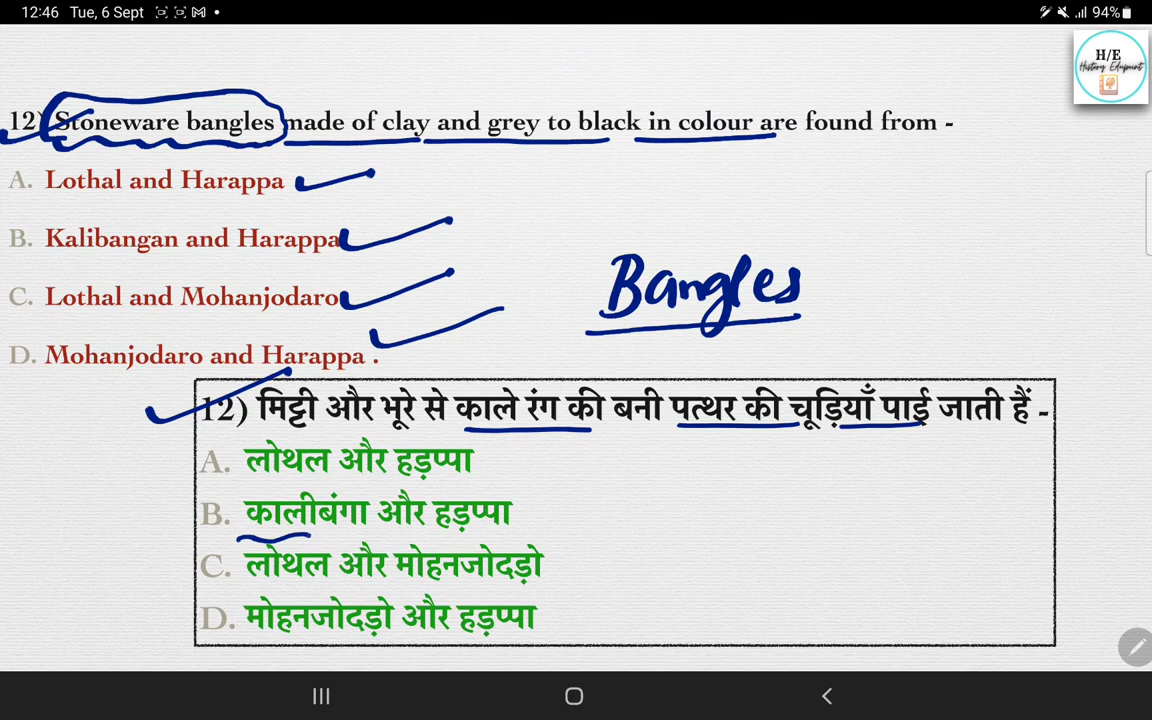 12:46 Tue, 6 Sept
94%
H/E
History Edupoint
12) Stoneware bangles made of clay and grey to black in colour are found from -
A. Lothal and Harappa
B. Kalibangan and Harappa
C. Lothal and Mohanjodaro
Bangles
D. Mohanjodaro and Harappa .
12) मिट्टी और भूरे से काले रंग की बनी पत्थर की चूड़ियाँ पाई जाती हैं -
A. लोथल और हड़प्पा
B. कालीबंगा और हड़प्पा
C. लोथल और मोहनजोदड़ो
D. मोहनजोदड़ो और हड़प्पा